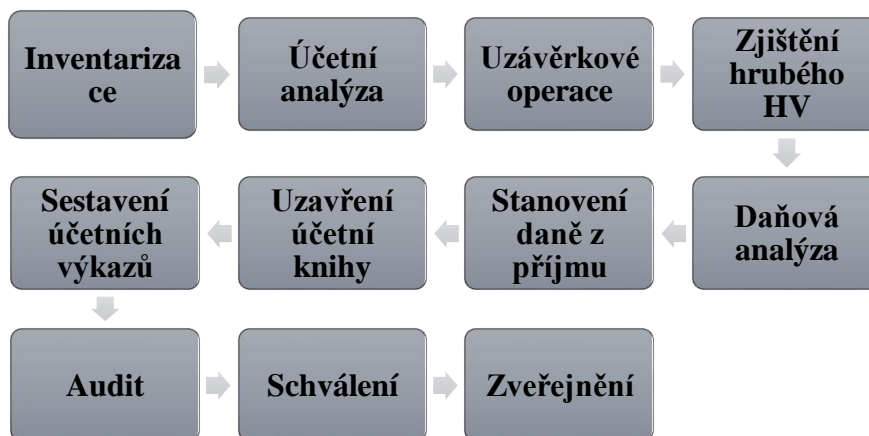 Inventariza
ce
Účetní
analýza
Uzávěrkové
operace
Zjištění
hrubého
HV
Daňová
analýza
Stanovení
daně z
příjmu
Uzavření
účetní
knihy
Sestavení
účetních
výkazů
Audit
Schválení
Zveřejnění